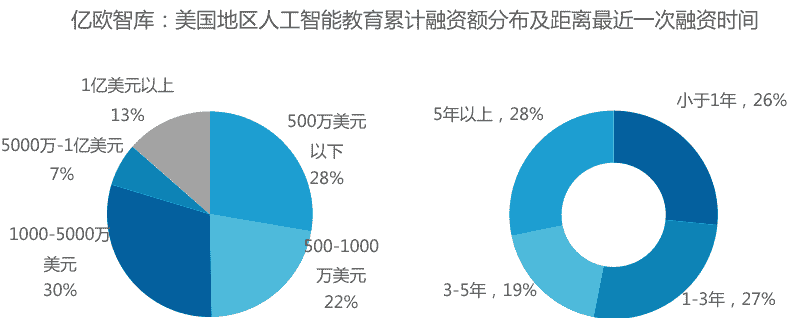 亿欧智库：美国地区人工智能教育累计融资额分布及距离最近一次融资时间
1亿美元以上
13%
5000万-1亿美元
7%
1000-5000万
美元
30%
500万美元
以下
28%
500-1000
万美元
22%
5年以上，28%
小于1年，26%
3-5年，19%
1-3年，27%